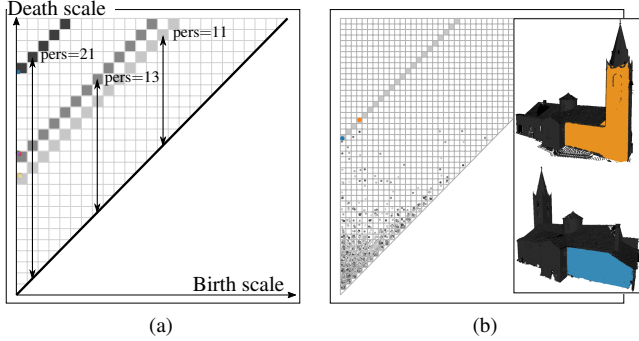 Death scale
pers=21
pers=13
pers=11
Birth scale
(a)
(b)